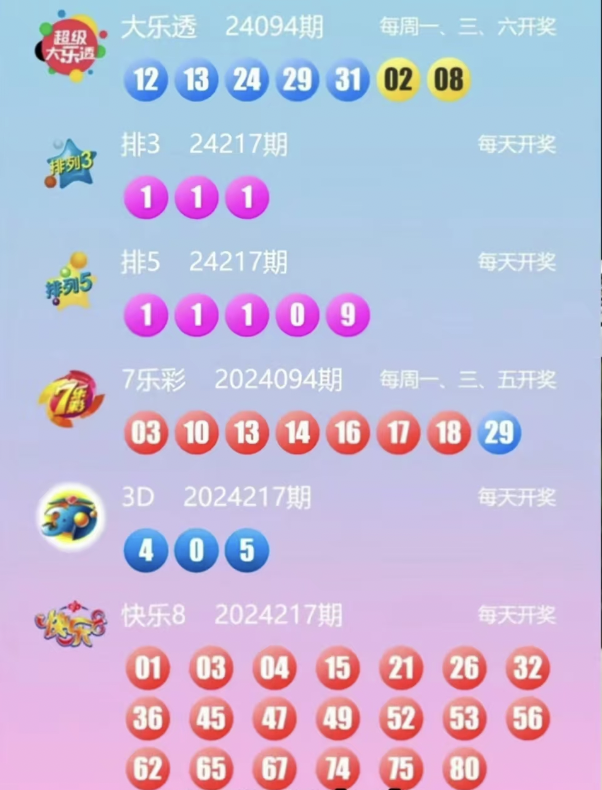 超级
大乐透
大乐透 24094期 每周一、三、六开奖
12 13 24 29 31 02 08
排列3
排3 24217期 每天开奖
1 1 1
排列5
排5 24217期 每天开奖
1 1 1 0 9
7乐彩
7乐彩 2024094期 每周一、三、五开奖
03 10 13 14 16 17 18 29
3D 2024217期 每天开奖
4 0 5
快乐8
快乐8 2024217期 每天开奖
01 03 04 15 21 26 32
36 45 47 49 52 53 56
62 65 67 74 75 80